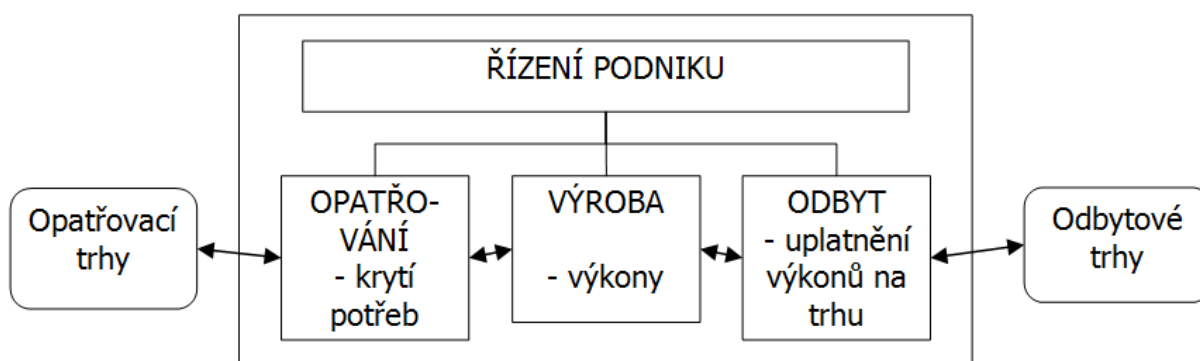 ŘÍZENÍ PODNIKU
Opatřovací
trhy
OPATŘO-
VÁNÍ
- krytí
potřeb
VÝROBA
- výkony
ODBYT
- uplatnění
výkonů na
trhu
Odbytové
trhy